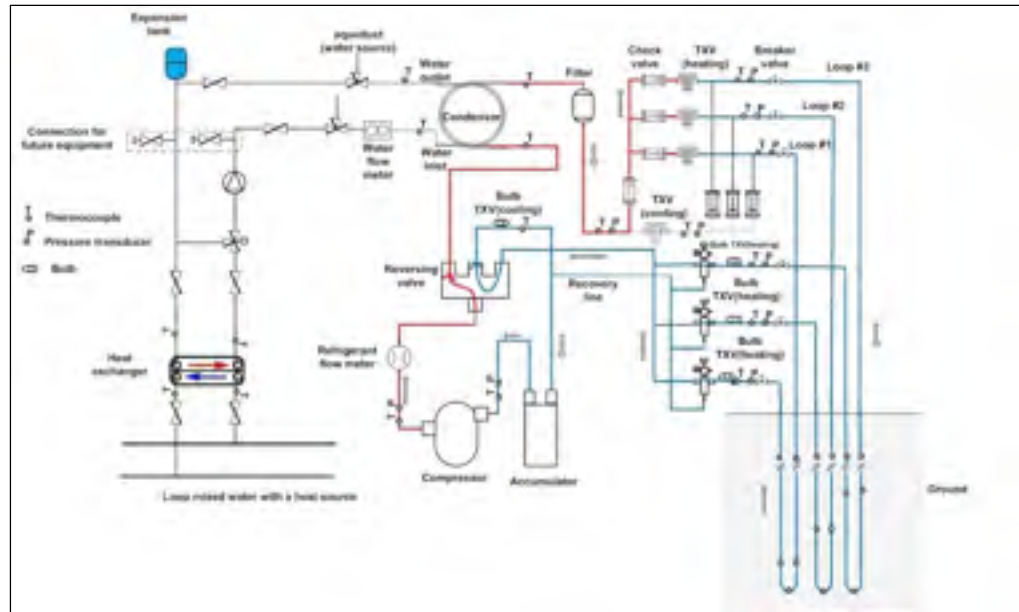 Expansion
tank
aqueduct
(water source)
Water
outlet
Filter
Check
valve
TXV
(heating)
Breaker
valve
Loop #3
Condenser
Loop #2
Connection for
future equipment
Water
flow
meter
Water
inlet
Loop #1
Bulb
TXV(cooling)
TXV
(cooling)
Thermocouple
Pressure transducer
Bulb
Bulb TXV(heating)
Reversing
valve
Recovery
line
Bulb
TXV(heating)
Refrigerant
flow meter
Bulb
TXV(heating)
Heat
exchanger
Compressor
Accumulator
Loop mixed water with a heat source
Ground